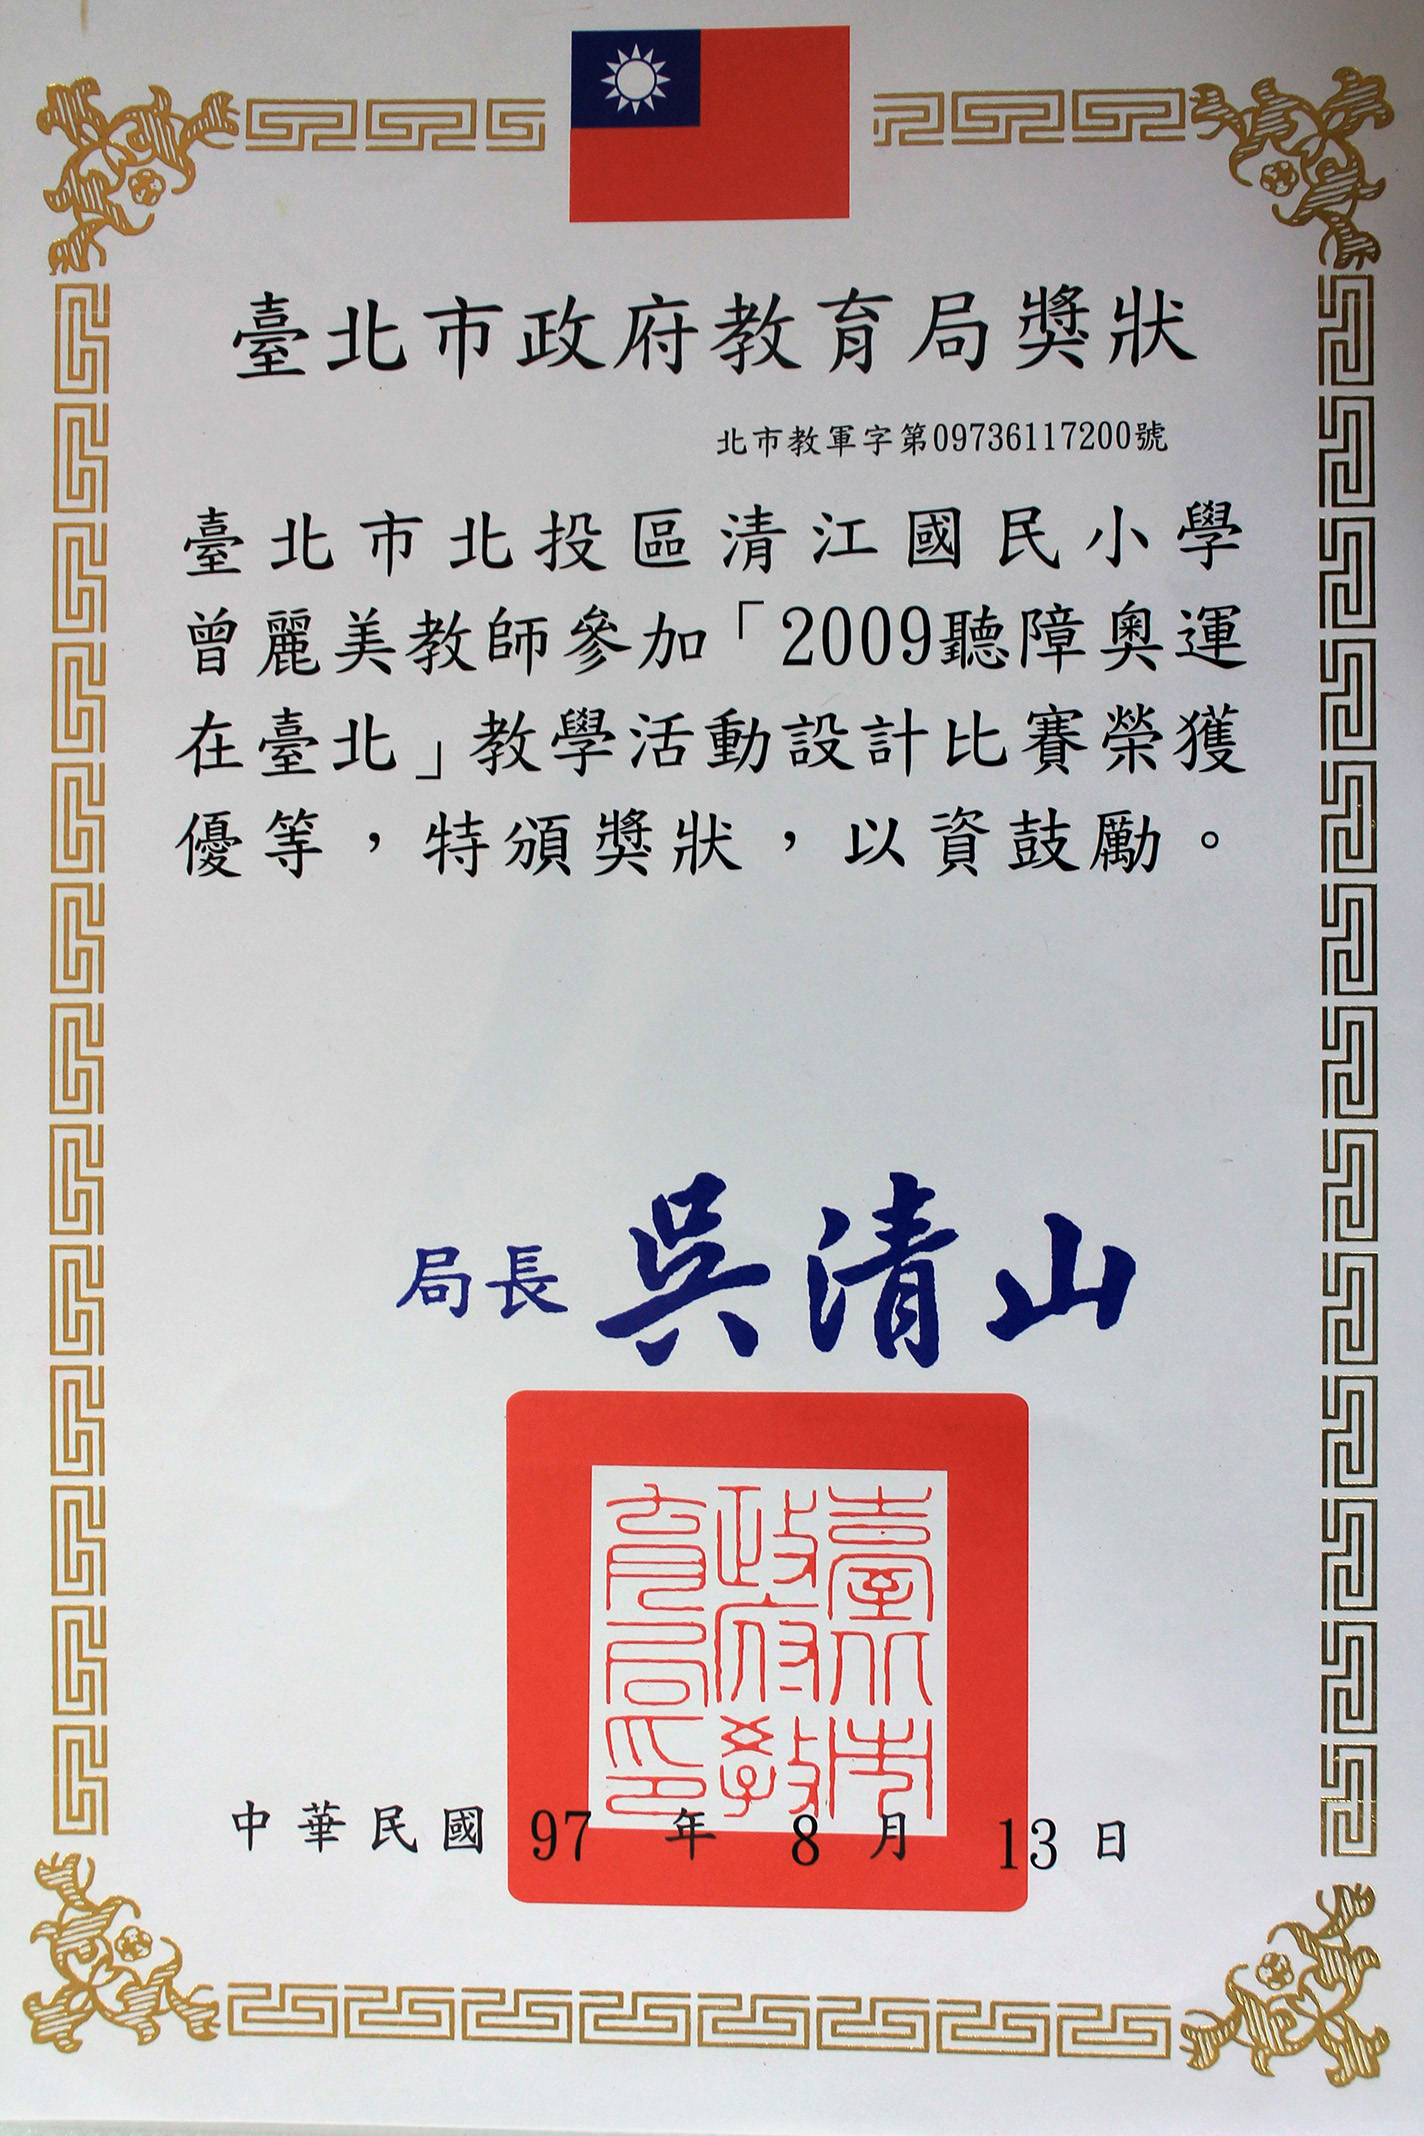 臺北市政府教育局獎狀
北市教軍字第09736117200號
臺北市北投區清江國民小學
曾麗美教師參加「2009聽障奧運
在臺北」教學活動設計比賽榮獲
優等，特頒獎狀，以資鼓勵。
局長 吳清山
臺北市
政府教
育局印
中華民國 97 年 8 月 13 日